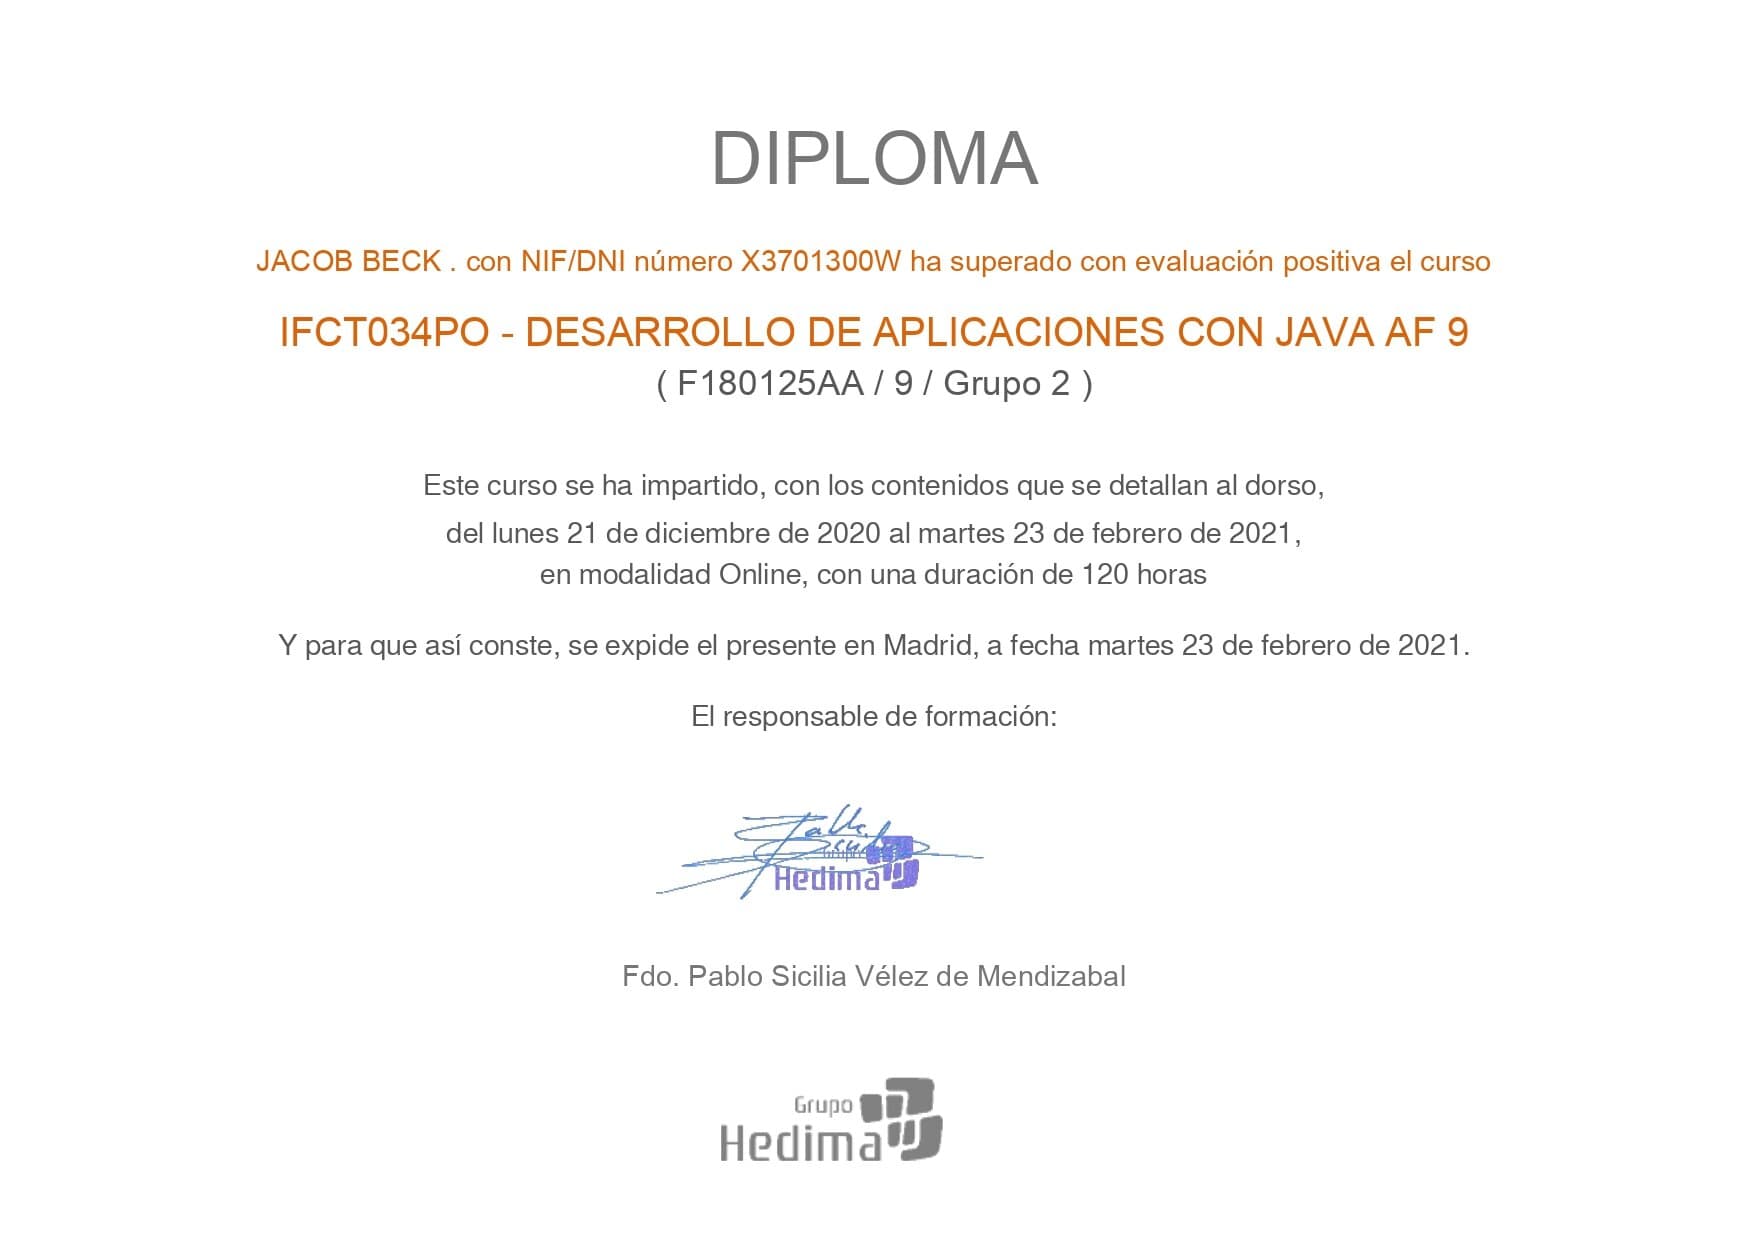 DIPLOMA
JACOB BECK . con NIF/DNI número X3701300W ha superado con evaluación positiva el curso
IFCT034PO - DESARROLLO DE APLICACIONES CON JAVA AF 9
( F180125AA / 9 / Grupo 2 )
Este curso se ha impartido, con los contenidos que se detallan al dorso,
del lunes 21 de diciembre de 2020 al martes 23 de febrero de 2021,
en modalidad Online, con una duración de 120 horas
Y para que así conste, se expide el presente en Madrid, a fecha martes 23 de febrero de 2021.
El responsable de formación:
Grupo
Hedima
Fdo. Pablo Sicilia Vélez de Mendizabal
Grupo
Hedima